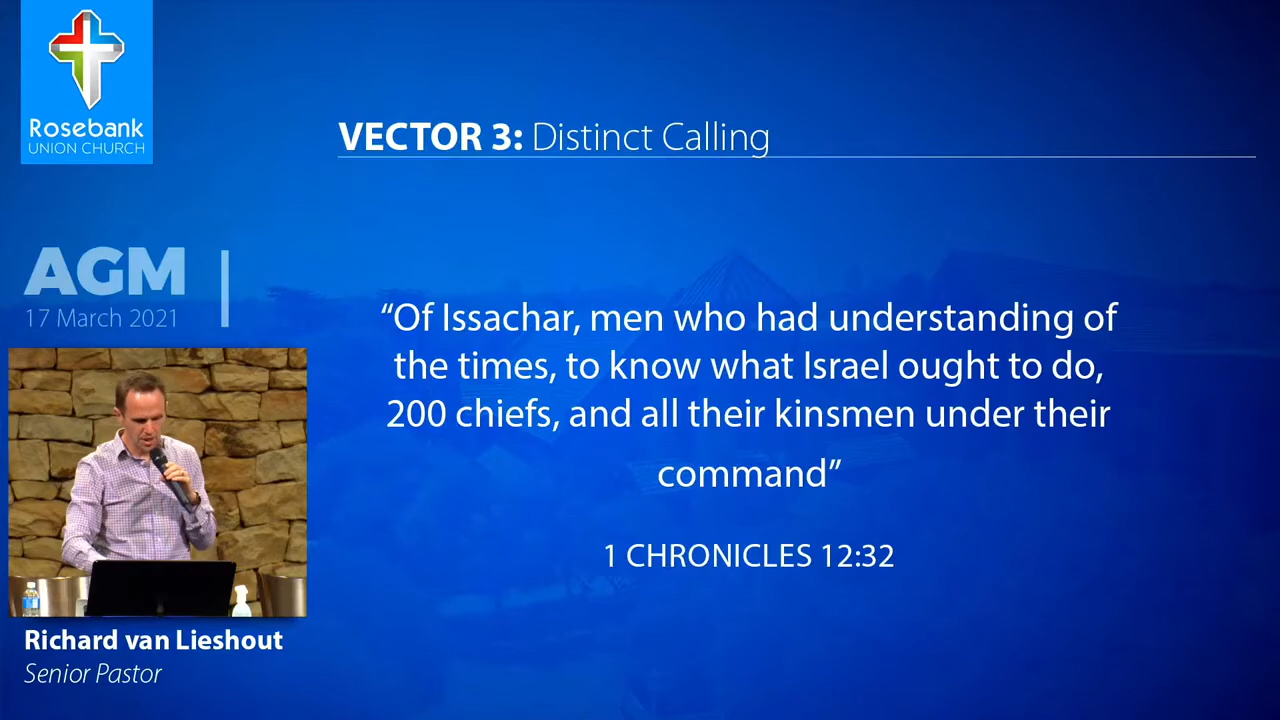 Rosebank
UNION CHURCH
VECTOR 3: Distinct Calling
AGM
17 March 2021
“Of Issachar, men who had understanding of
the times, to know what Israel ought to do,
200 chiefs, and all their kinsmen under their
command”
1 CHRONICLES 12:32
Richard van Lieshout
Senior Pastor